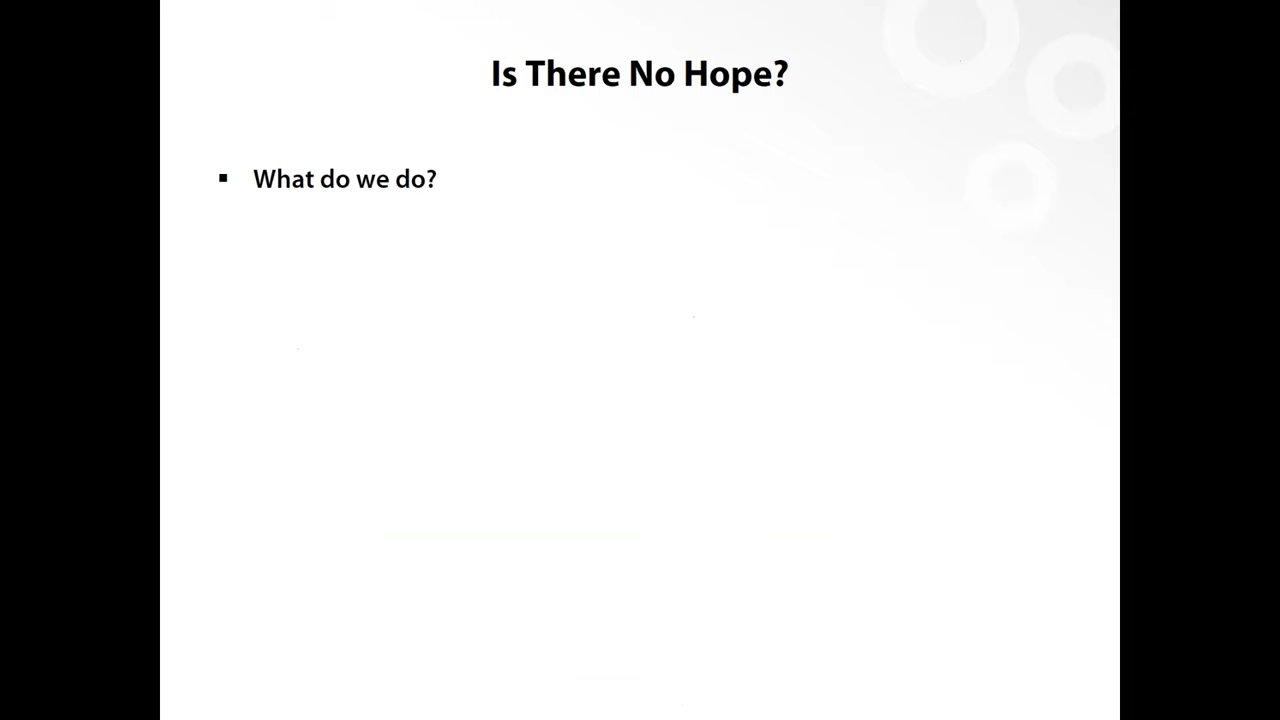 Is There No Hope?
▪ What do we do?